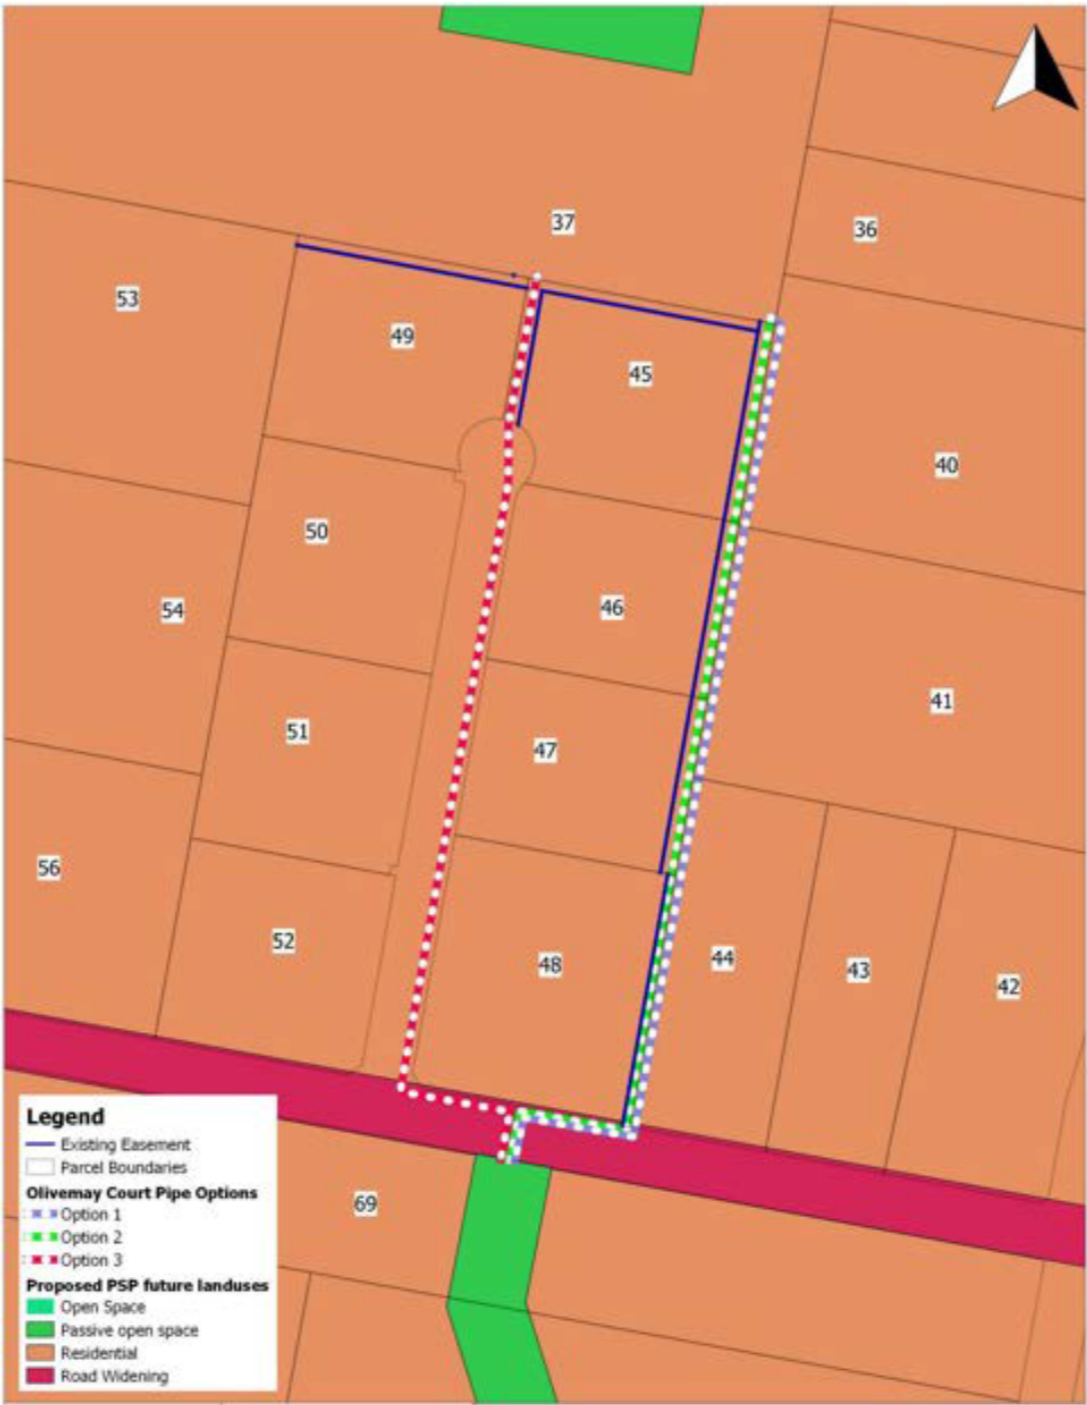 37
36
53
49
45
40
50
46
54
41
51
47
56
52
48
44
43
42
69
Legend
Existing Easement
Parcel Boundaries
Olivemay Court Pipe Options
Option 1
Option 2
Option 3
Proposed PSP future landuses
Open Space
Passive open space
Residential
Road Widening